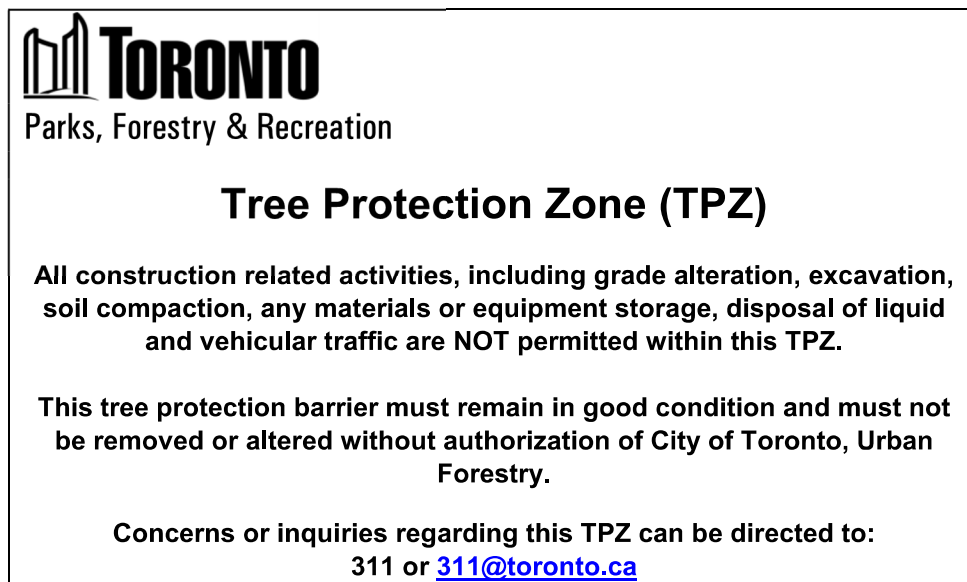 TORONTO
Parks, Forestry & Recreation
Tree Protection Zone (TPZ)
All construction related activities, including grade alteration, excavation,
soil compaction, any materials or equipment storage, disposal of liquid
and vehicular traffic are NOT permitted within this TPZ.
This tree protection barrier must remain in good condition and must not
be removed or altered without authorization of City of Toronto, Urban
Forestry.
Concerns or inquiries regarding this TPZ can be directed to:
311 or 311@toronto.ca